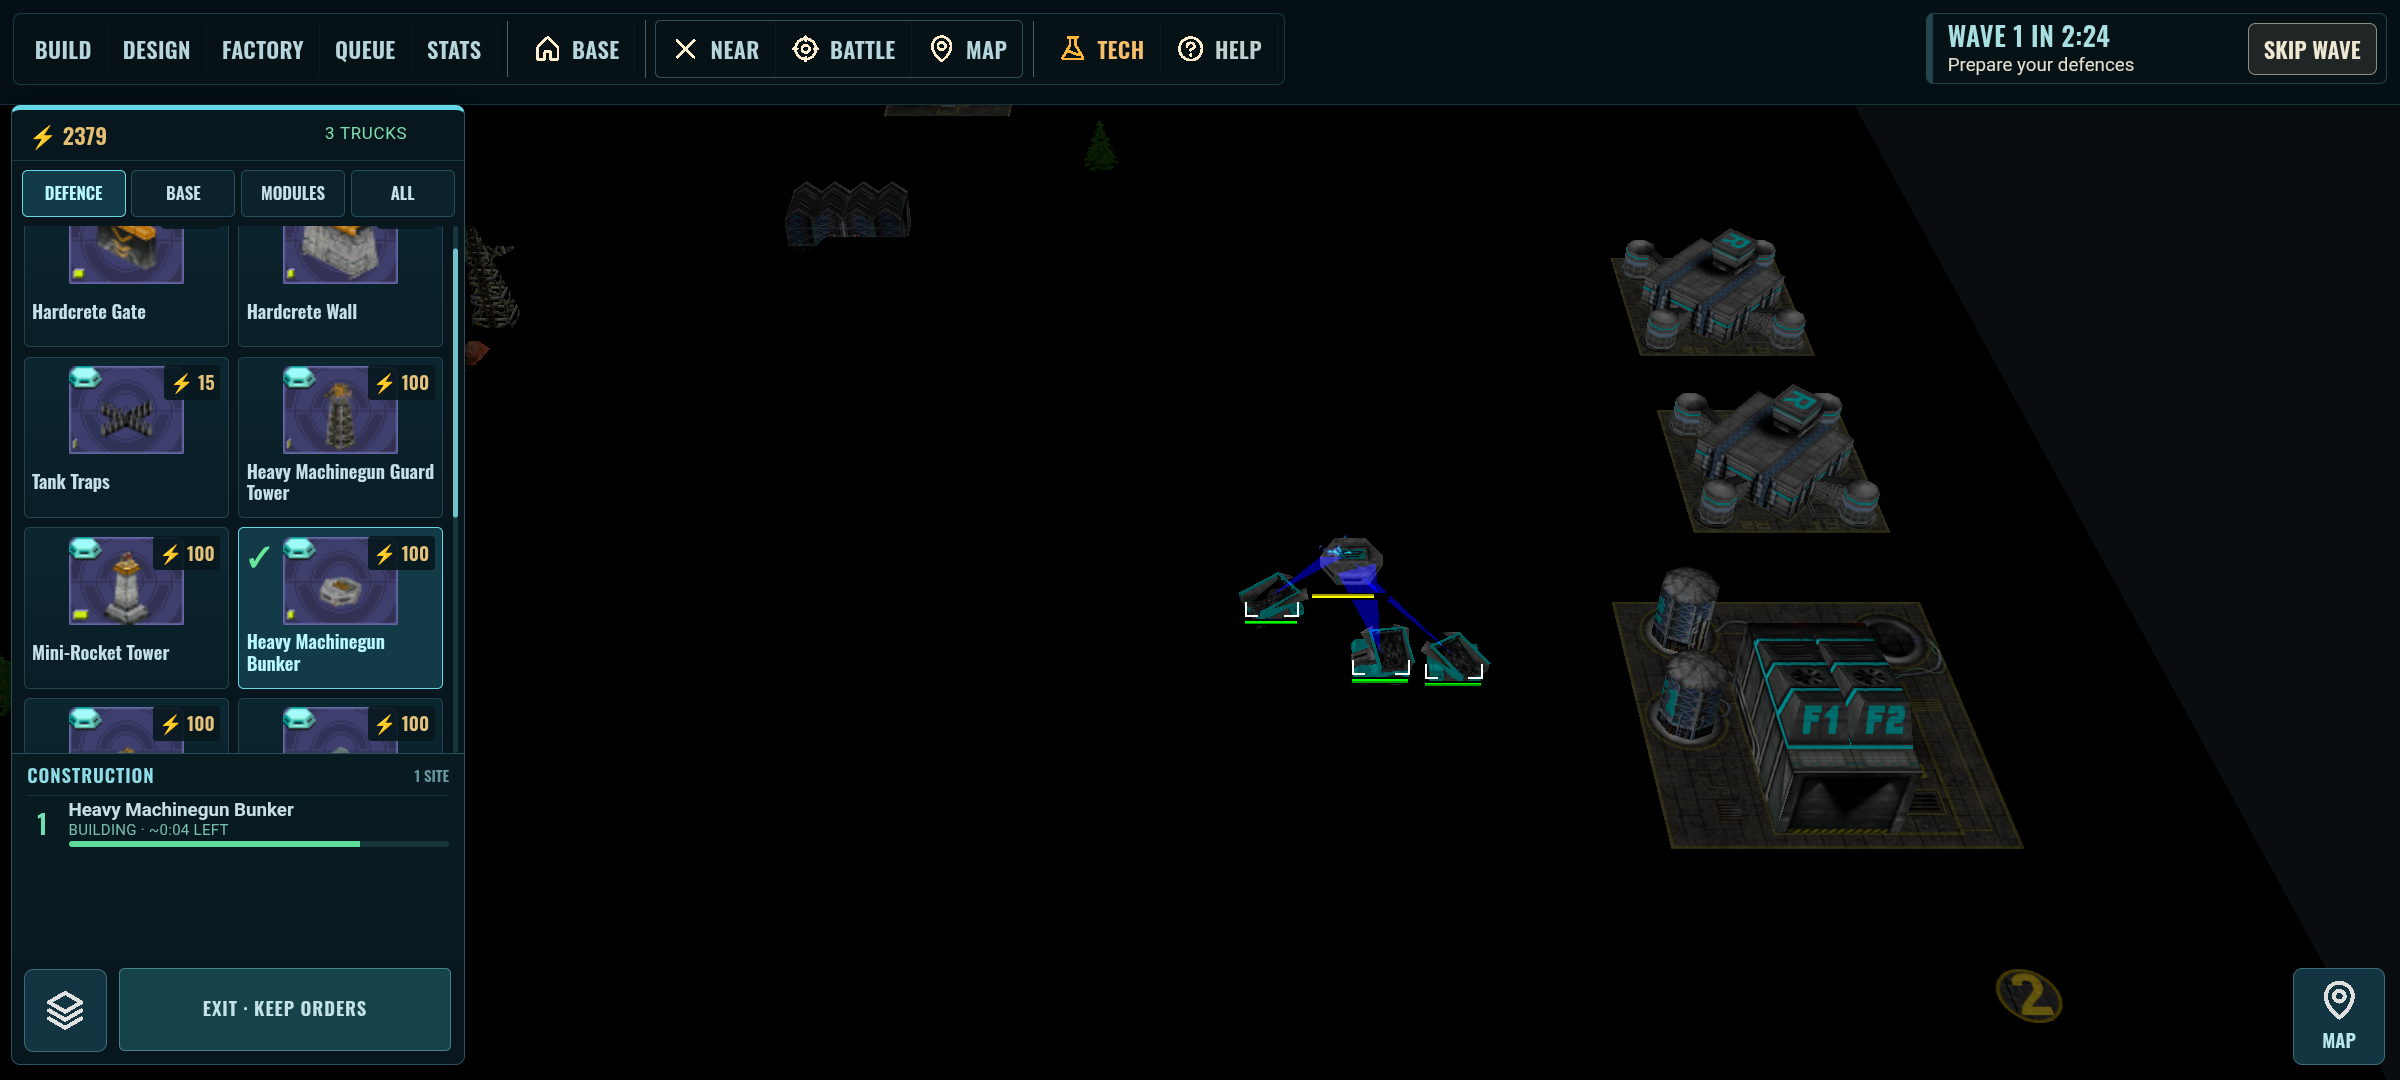 BUILD
DESIGN
FACTORY
QUEUE
STATS
BASE
NEAR
BATTLE
MAP
TECH
HELP
WAVE 1 IN 2:24
Prepare your defences
SKIP WAVE
2379
3 TRUCKS
DEFENCE
BASE
MODULES
ALL
Hardcrete Gate
Hardcrete Wall
15
Tank Traps
100
Heavy Machinegun Guard
Tower
100
Mini-Rocket Tower
✓
100
Heavy Machinegun
Bunker
100
100
CONSTRUCTION
1 SITE
1
Heavy Machinegun Bunker
BUILDING · ~0:04 LEFT
EXIT · KEEP ORDERS
R
R
F1
F2
2
MAP